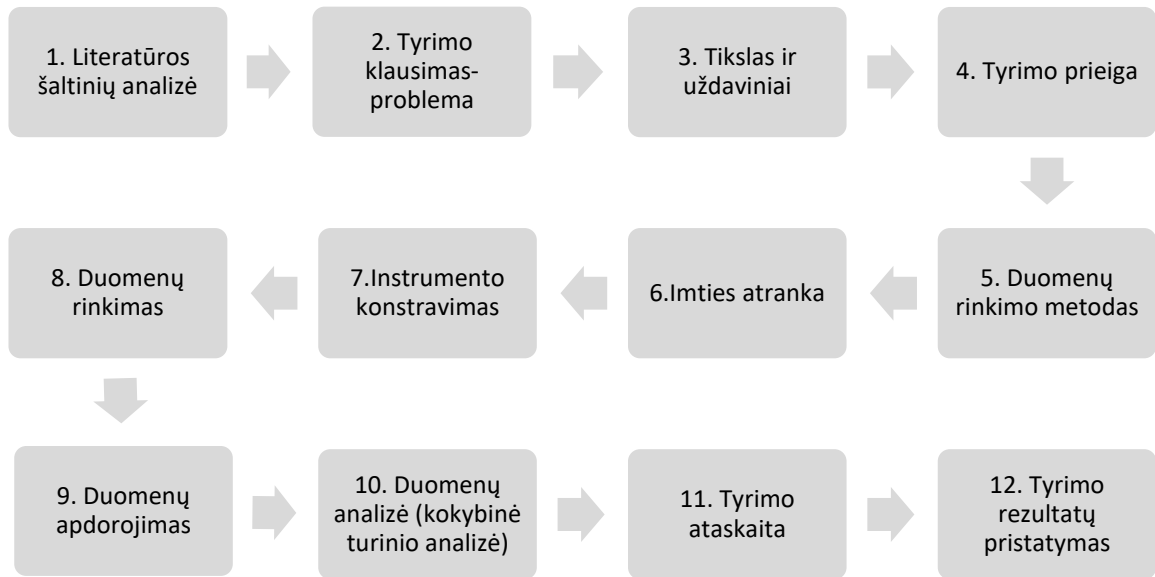 1. Literatūros
šaltinių analizė
2. Tyrimo
klausimas-
problema
3. Tikslas ir
uždaviniai
4. Tyrimo prieiga
5. Duomenų
rinkimo metodas
6.Imties atranka
7.Instrumento
konstravimas
8. Duomenų
rinkimas
9. Duomenų
apdorojimas
10. Duomenų
analizė (kokybinė
turinio analizė)
11. Tyrimo
ataskaita
12. Tyrimo
rezultatų
pristatymas